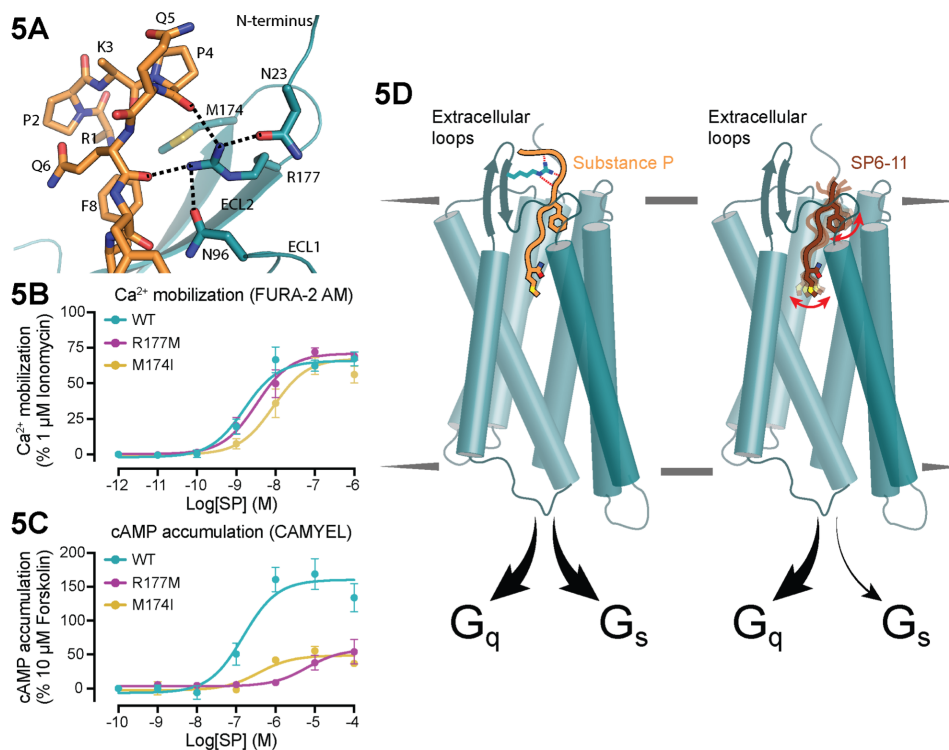 5A
Q5
N-terminus
K3
P4
N23
P2
M174
R1
Q6
R177
F8
ECL2
N96
ECL1
5B
Ca²⁺ mobilization (FURA-2 AM)
WT
R177M
M174I
Ca²⁺ mobilization
(% 1 µM Ionomycin)
100
75
50
25
0
-12 -11 -10 -9 -8 -7 -6
Log[SP] (M)
5C
cAMP accumulation (CAMYEL)
WT
R177M
M174I
cAMP accumulation
(% 10 µM Forskolin)
200
150
100
50
0
-10 -9 -8 -7 -6 -5 -4
Log[SP] (M)
5D
Extracellular
loops
Substance P
Gq
Gs
Extracellular
loops
SP6-11
Gq
Gs